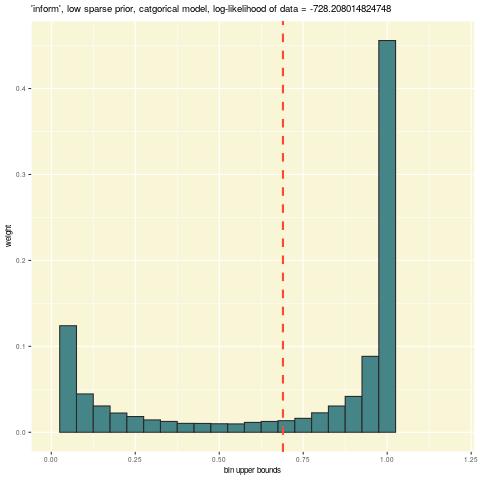 'inform', low sparse prior, catgorical model, log-likelihood of data = -728.208014824748
weight
0.4
0.3
0.2
0.1
0.0
0.00 0.25 0.50 0.75 1.00 1.25
bin upper bounds